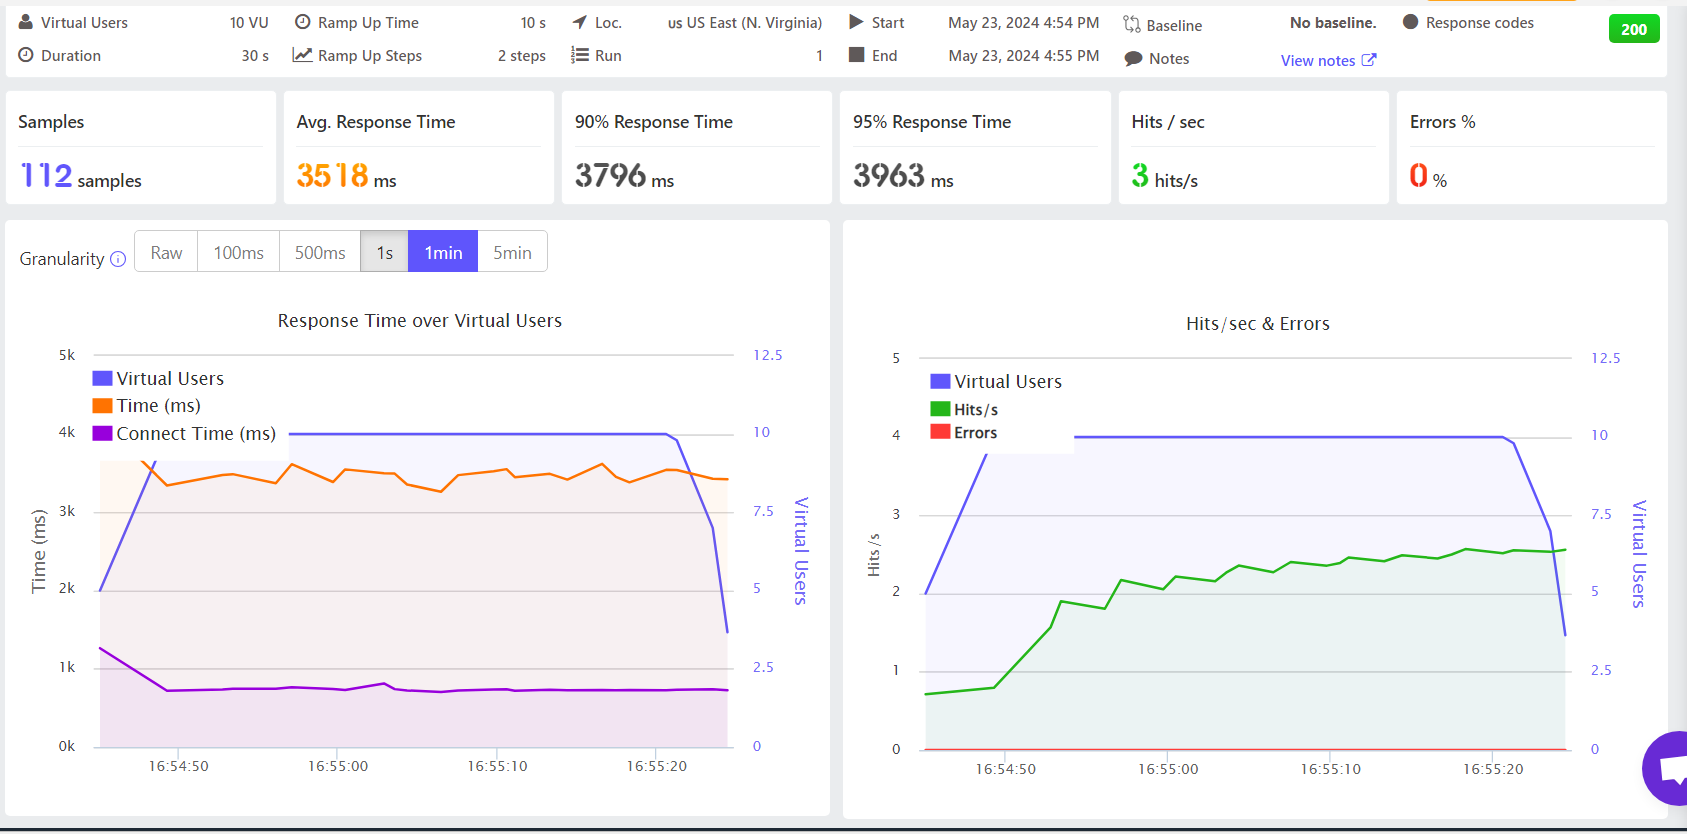 Virtual Users 10 VU Ramp Up Time 10 s Loc. us US East (N. Virginia) Start May 23, 2024 4:54 PM Baseline No baseline. Response codes 200
Duration 30 s Ramp Up Steps 2 steps Run 1 End May 23, 2024 4:55 PM Notes View notes
Samples
112 samples
Avg. Response Time
3518 ms
90% Response Time
3796 ms
95% Response Time
3963 ms
Hits / sec
3 hits/s
Errors %
0 %
Granularity Raw 100ms 500ms 1s 1min 5min
Response Time over Virtual Users
5k 12.5
Virtual Users
Time (ms)
4k Connect Time (ms) 10
3k 7.5
Time (ms)
Virtual Users
2k 5
1k 2.5
0k 0
16:54:50 16:55:00 16:55:10 16:55:20
Hits/sec & Errors
5 12.5
Virtual Users
Hits/s
4 Errors 10
3 7.5
Hits/s
Virtual Users
2 5
1 2.5
0 0
16:54:50 16:55:00 16:55:10 16:55:20